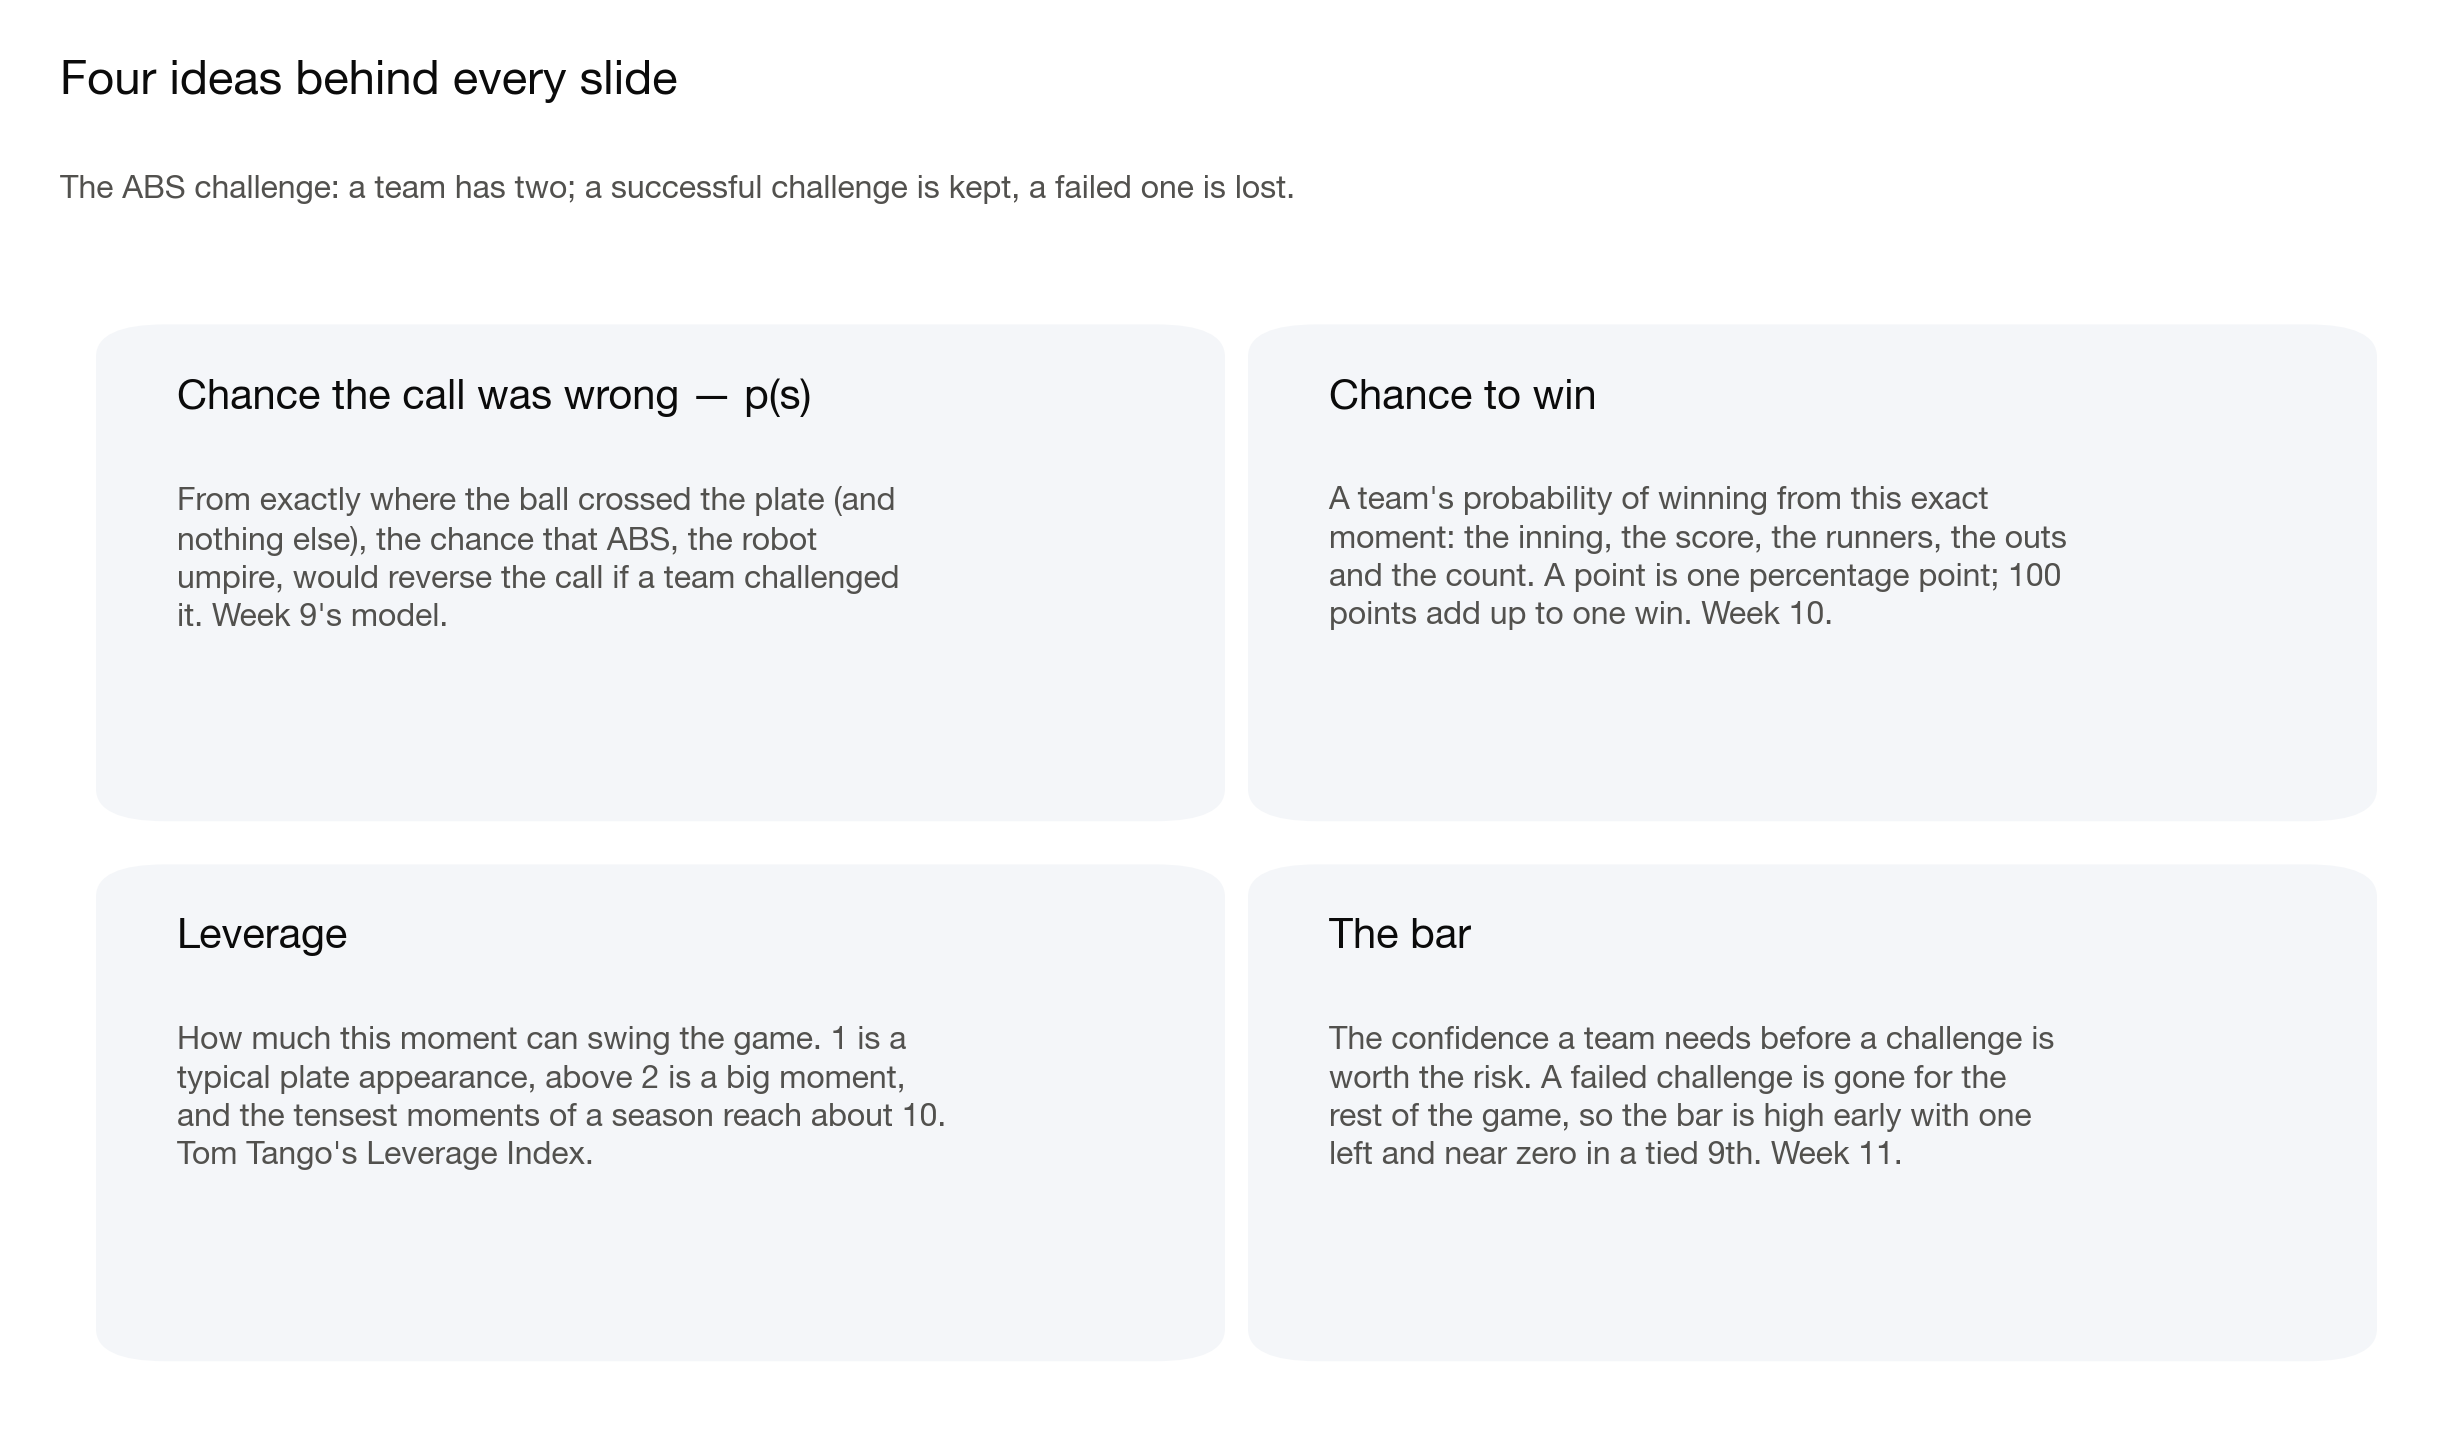 Four ideas behind every slide
The ABS challenge: a team has two; a successful challenge is kept, a failed one is lost.
Chance the call was wrong — p(s)
From exactly where the ball crossed the plate (and
nothing else), the chance that ABS, the robot
umpire, would reverse the call if a team challenged
it. Week 9's model.
Chance to win
A team's probability of winning from this exact
moment: the inning, the score, the runners, the outs
and the count. A point is one percentage point; 100
points add up to one win. Week 10.
Leverage
How much this moment can swing the game. 1 is a
typical plate appearance, above 2 is a big moment,
and the tensest moments of a season reach about 10.
Tom Tango's Leverage Index.
The bar
The confidence a team needs before a challenge is
worth the risk. A failed challenge is gone for the
rest of the game, so the bar is high early with one
left and near zero in a tied 9th. Week 11.